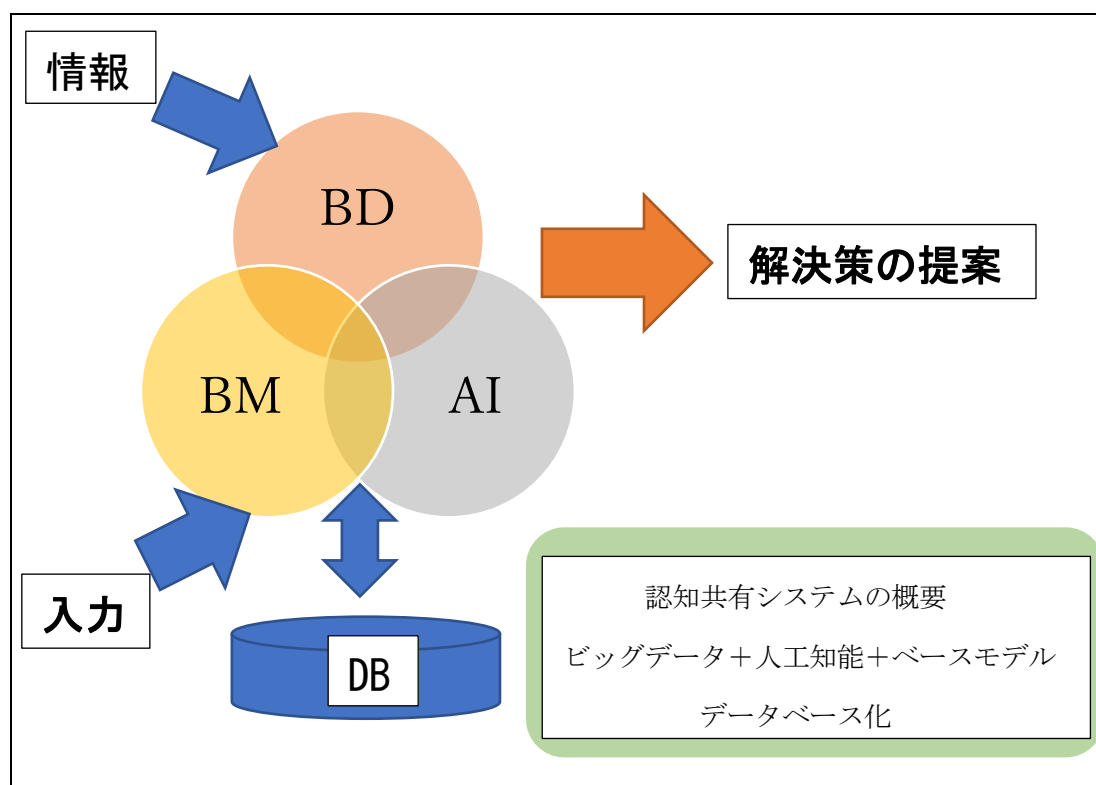 情報
BD
解決策の提案
BM
AI
入力
DB
認知共有システムの概要
ビッグデータ＋人工知能＋ベースモデル
データベース化